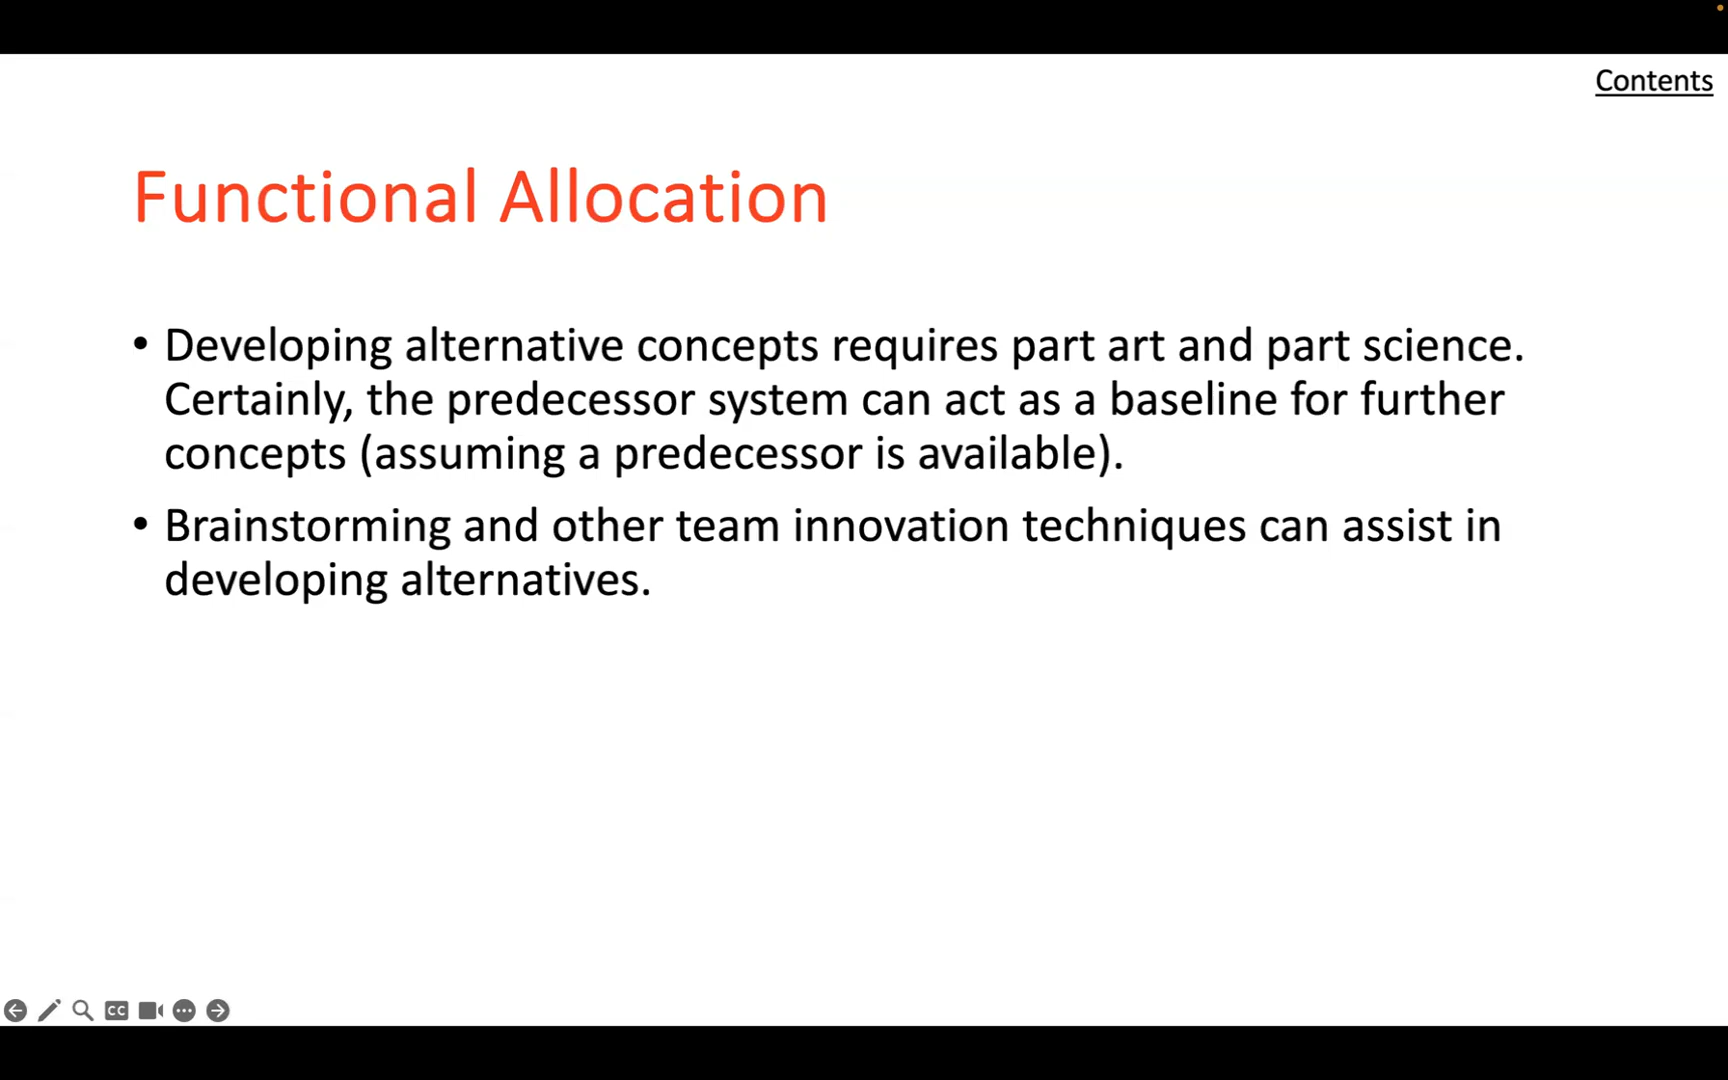 Contents
Functional Allocation
• Developing alternative concepts requires part art and part science.
Certainly, the predecessor system can act as a baseline for further
concepts (assuming a predecessor is available).
• Brainstorming and other team innovation techniques can assist in
developing alternatives.
CC